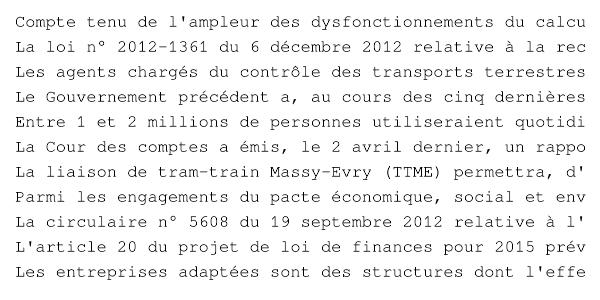 Compte tenu de l'ampleur des dysfonctionnements du calcu
La loi n° 2012-1361 du 6 décembre 2012 relative à la rec
Les agents chargés du contrôle des transports terrestres
Le Gouvernement précédent a, au cours des cinq dernières
Entre 1 et 2 millions de personnes utiliseraient quotidi
La Cour des comptes a émis, le 2 avril dernier, un rappo
La liaison de tram-train Massy-Evry (TTME) permettra, d'
Parmi les engagements du pacte économique, social et env
La circulaire n° 5608 du 19 septembre 2012 relative à l'
L'article 20 du projet de loi de finances pour 2015 prév
Les entreprises adaptées sont des structures dont l'effe